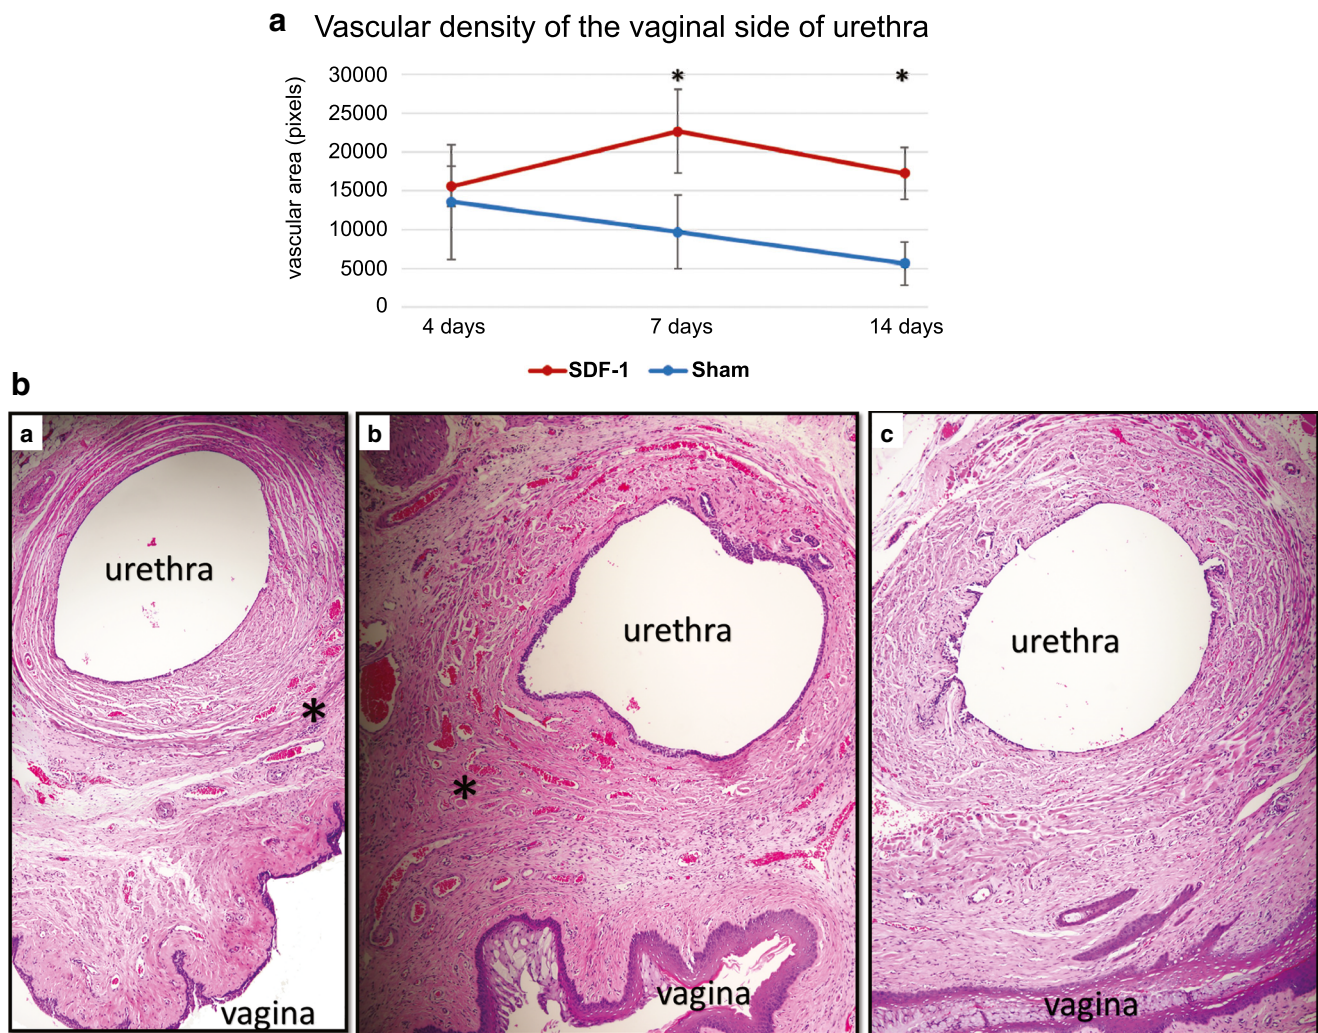 a Vascular density of the vaginal side of urethra
vascular area (pixels)
30000
25000
20000
15000
10000
5000
0
* *
4 days 7 days 14 days
SDF-1 Sham
b
a b c
urethra
urethra
urethra
*
*
vagina
vagina
vagina